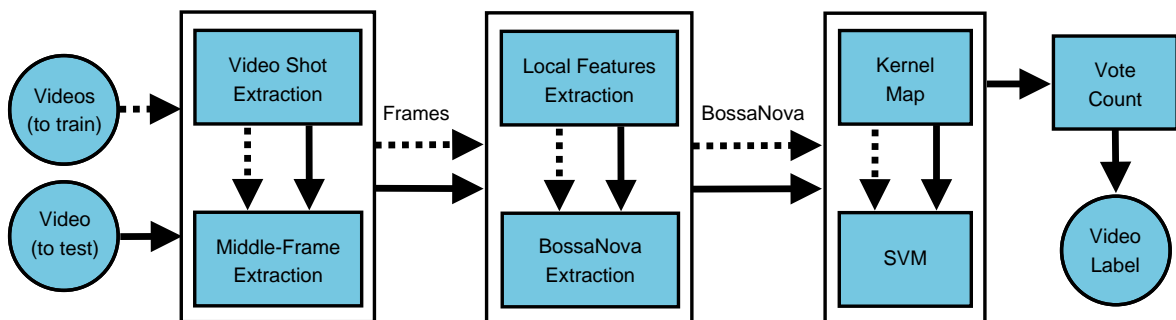 Videos
(to train)
Video
(to test)
Video Shot
Extraction
Middle-Frame
Extraction
Frames
Local Features
Extraction
BossaNova
Extraction
BossaNova
Kernel
Map
SVM
Vote
Count
Video
Label